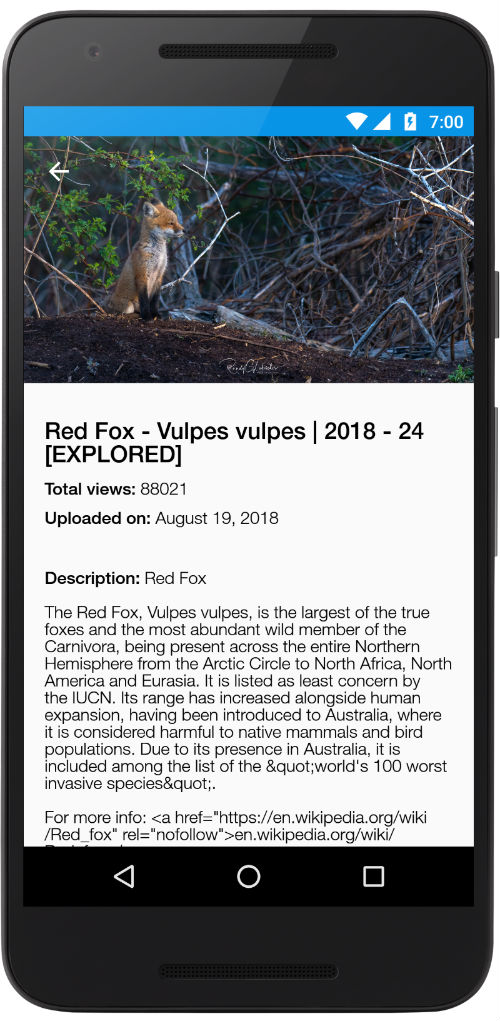 7:00
Red Fox - Vulpes vulpes | 2018 - 24
[EXPLORED]
Total views: 88021
Uploaded on: August 19, 2018
Description: Red Fox
The Red Fox, Vulpes vulpes, is the largest of the true
foxes and the most abundant wild member of the
Carnivora, being present across the entire Northern
Hemisphere from the Arctic Circle to North Africa, North
America and Eurasia. It is listed as least concern by
the IUCN. Its range has increased alongside human
expansion, having been introduced to Australia, where
it is considered harmful to native mammals and bird
populations. Due to its presence in Australia, it is
included among the list of the &quot;world's 100 worst
invasive species&quot;.
For more info: <a href="https://en.wikipedia.org/wiki
/Red_fox" rel="nofollow">en.wikipedia.org/wiki/